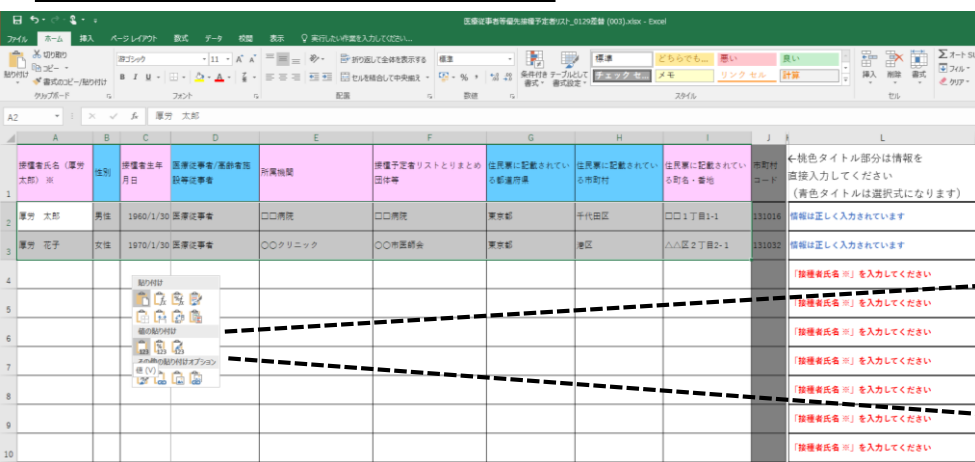 医療従事者等優先接種予定者リスト_0129差替 (003).xlsx - Excel
ファイル ホーム 挿入 ページ レイアウト 数式 データ 校閲 表示 実行したい作業を入力してください...
貼り付け
切り取り
コピー
書式のコピー/貼り付け
クリップボード
游ゴシック 11 A A
B I U
フォント
折り返して全体を表示する
セルを結合して中央揃え
配置
標準
% ,
数値
条件付き書式
テーブルとして書式設定
標準 どちらでも... 悪い 良い
チェック セ... メモ リンク セル 計算
スタイル
挿入 削除 書式
セル
Σ オート SU
フィル
クリア
A2 fx 厚労 太郎
A B C D E F G H I J L
1 接種者氏名（厚労太郎）※ 性別 接種者生年月日 医療従事者/高齢者施設等従事者 所属機関 接種予定者リストとりまとめ団体等 住民票に記載されている都道府県 住民票に記載されている市町村 住民票に記載されている町名・番地 市町村コード
←桃色タイトル部分は情報を
直接入力してください
（青色タイトルは選択式になります）
2 厚労 太郎 男性 1960/1/30 医療従事者 □□病院 □□病院 東京都 千代田区 □□１丁目1-1 131016 情報は正しく入力されています
3 厚労 花子 女性 1970/1/30 医療従事者 〇〇クリニック 〇〇市医師会 東京都 港区 △△区２丁目2-1 131032 情報は正しく入力されています
4 「接種者氏名 ※」を入力してください
5 「接種者氏名 ※」を入力してください
6 「接種者氏名 ※」を入力してください
7 「接種者氏名 ※」を入力してください
8 「接種者氏名 ※」を入力してください
9 「接種者氏名 ※」を入力してください
10 「接種者氏名 ※」を入力してください
貼り付け
値の貼り付け
123 123 123
その他の貼り付けオプション
値 (V)